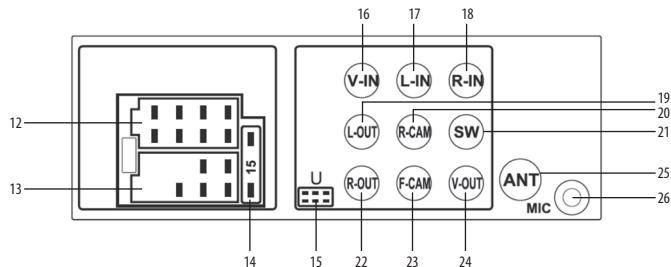 16 17 18
V-IN L-IN R-IN
19
12 20
L-OUT R-CAM SW 21
15
U
13 R-OUT F-CAM V-OUT ANT 25
MIC 26
14 15 22 23 24